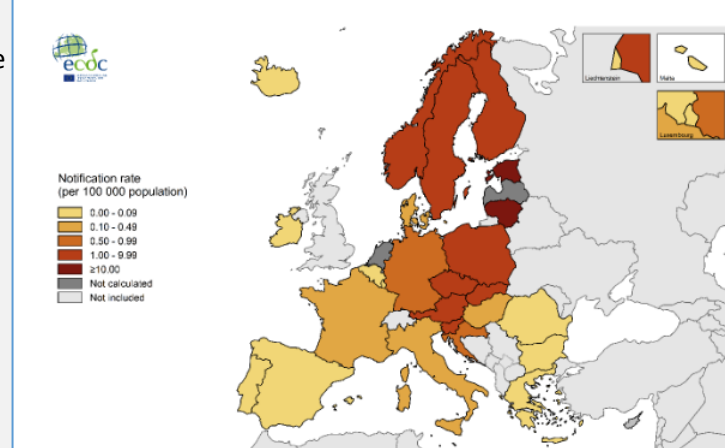 e
ecdc
Notification rate
(per 100 000 population)
0.00 - 0.09
0.10 - 0.49
0.50 - 0.99
1.00 - 9.99
≥10.00
Not calculated
Not included
Liechtenstein
Malta
Luxembourg